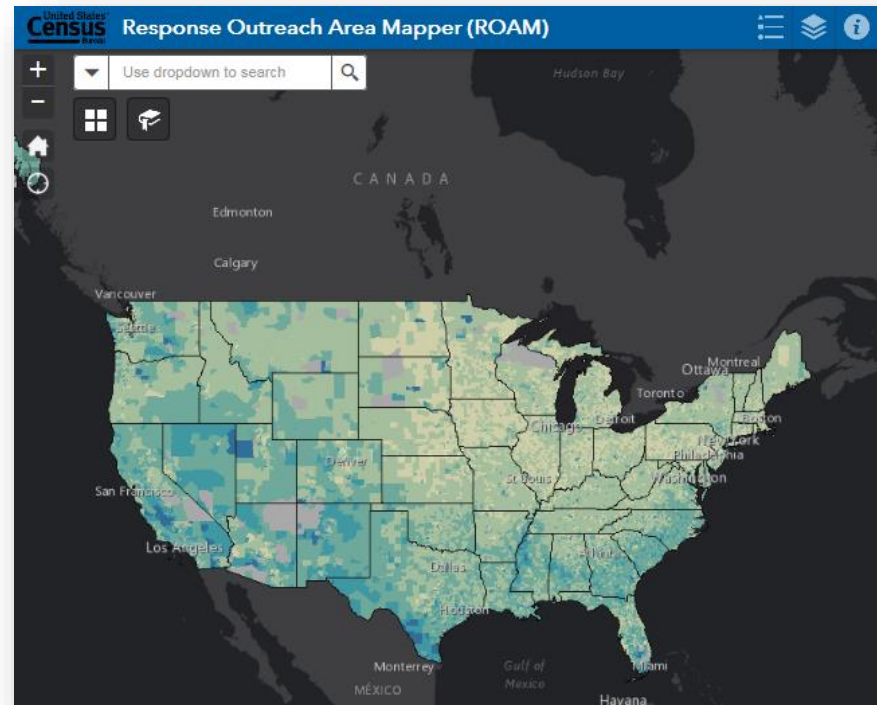 United States®
Census
Bureau
Response Outreach Area Mapper (ROAM)
Use dropdown to search
Hudson Bay
CANADA
Edmonton
Calgary
Vancouver
Seattle
Montreal
Ottawa
Toronto
Boston
Detroit
Chicago
New York
Philadelphia
Denver
St Louis
Washington
San Francisco
Los Angeles
Atlanta
Dallas
Houston
Monterrey
Gulf of
Mexico
Miami
MÉXICO
Havana